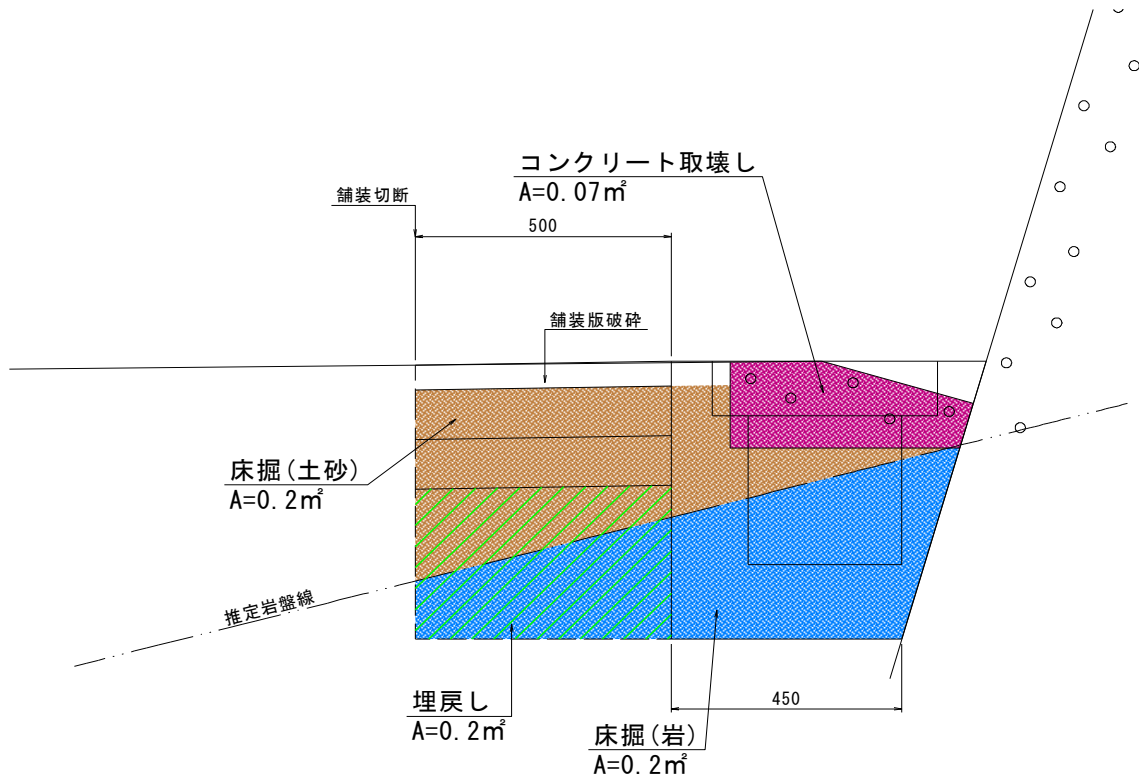 コンクリート取壊し
A=0.07㎡
舗装切断
500
舗装版破砕
床掘(土砂)
A=0.2㎡
推定岩盤線
埋戻し
A=0.2㎡
450
床掘(岩)
A=0.2㎡